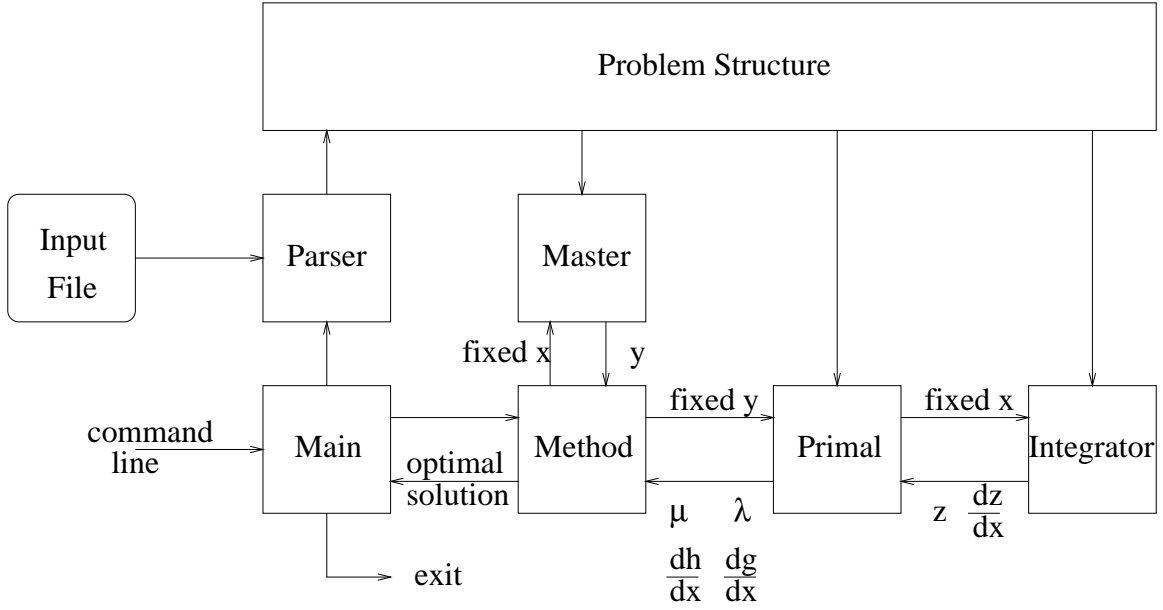 Problem Structure
Input
File
Parser
Master
fixed x
y
command
line
Main
optimal
solution
Method
fixed y
μ λ
dh dg
dx dx
Primal
fixed x
z dz
dx
Integrator
exit